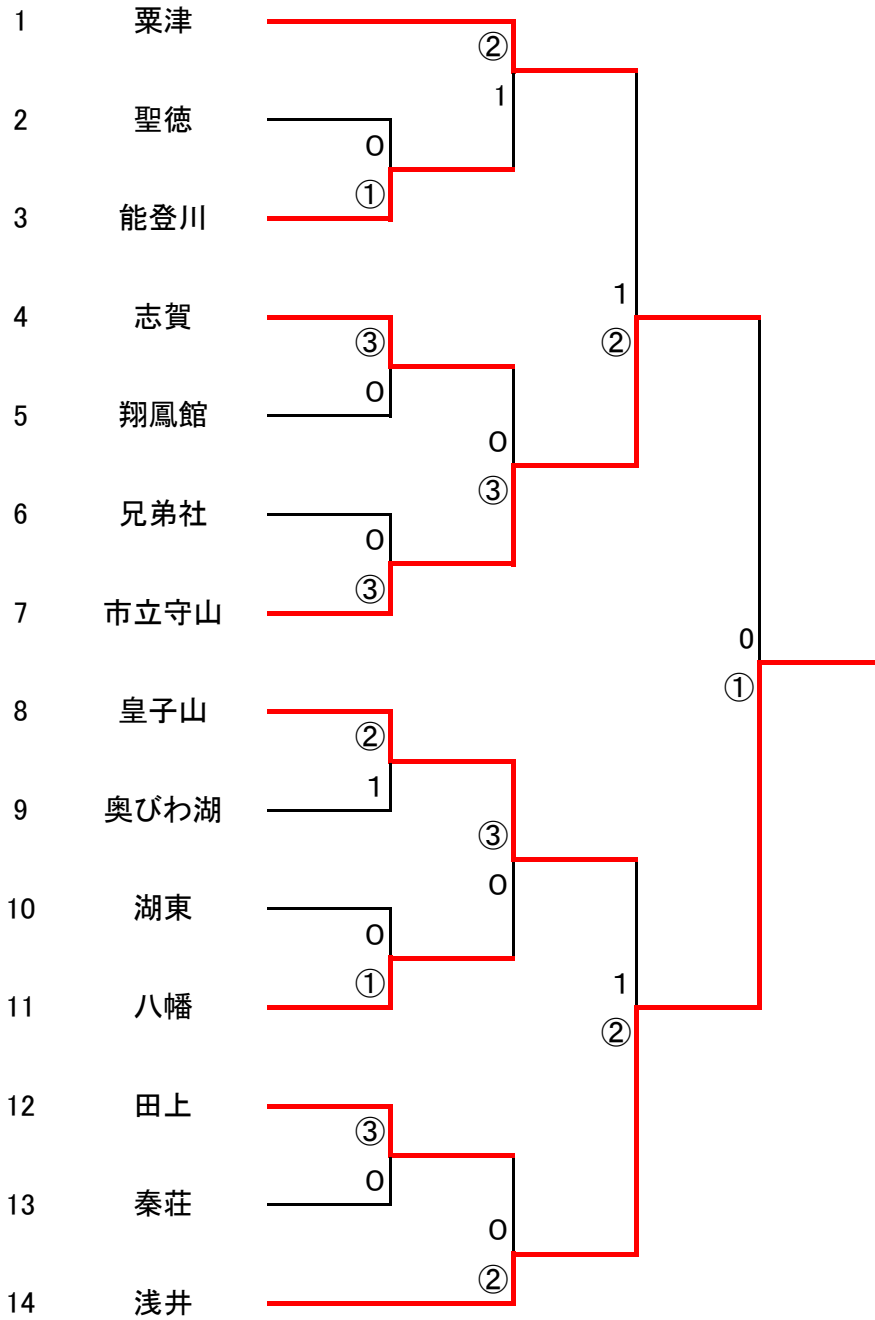 1 粟津
②
1
2 聖徳
0
①
3 能登川
1
4 志賀
③
②
0
5 翔鳳館
0
③
6 兄弟社
0
③
7 市立守山
0
①
8 皇子山
②
1
9 奥びわ湖
③
0
10 湖東
0
①
1
11 八幡
②
12 田上
③
0
13 秦荘
0
②
14 浅井